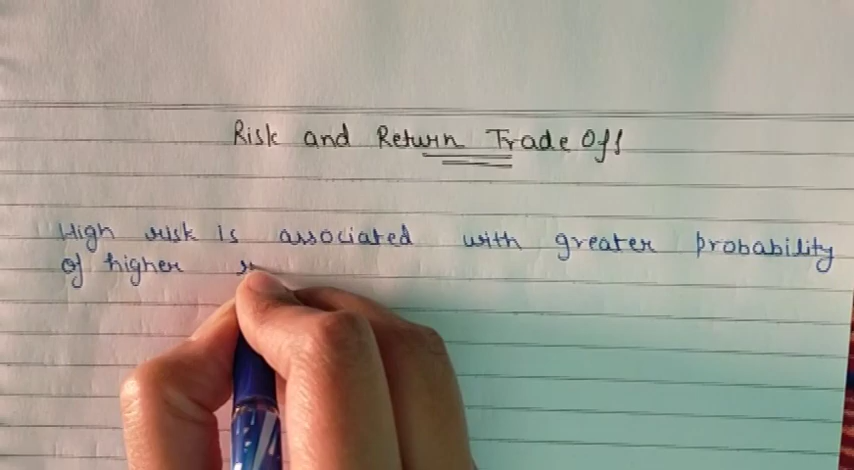 Risk and Return Trade Off
High risk is associated with greater probability
of higher